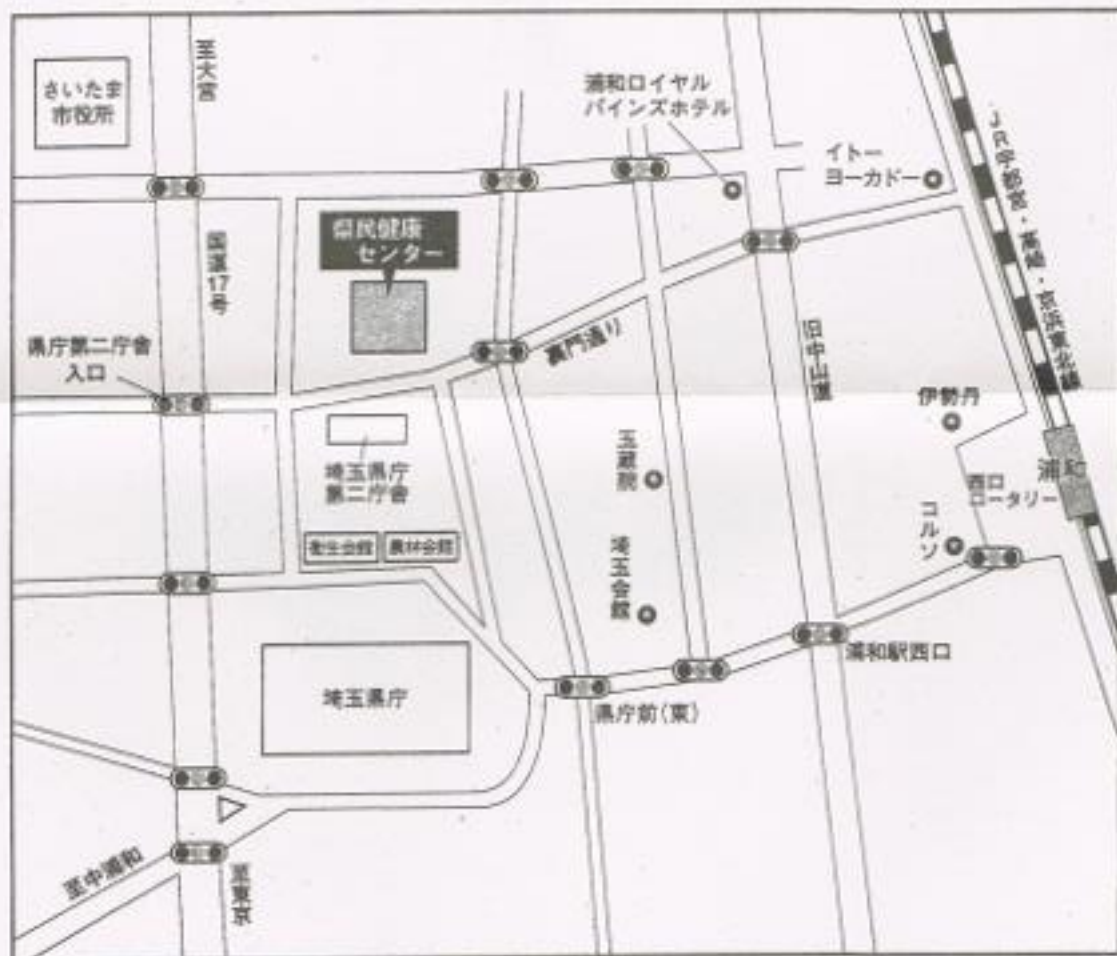 至大宮
さいたま
市役所
浦和ロイヤル
パインズホテル
イトー
ヨーカドー
JR宇都宮・高崎・京浜東北線
県民健康
センター
国道17号
県庁第二庁舎
入口
裏門通り
旧中山道
伊勢丹
浦和
西口
ロータリー
コルソ
玉蔵院
埼玉県庁
第二庁舎
衛生会館
農林会館
埼玉会館
浦和駅西口
埼玉県庁
県庁前(東)
至中浦和
至東京